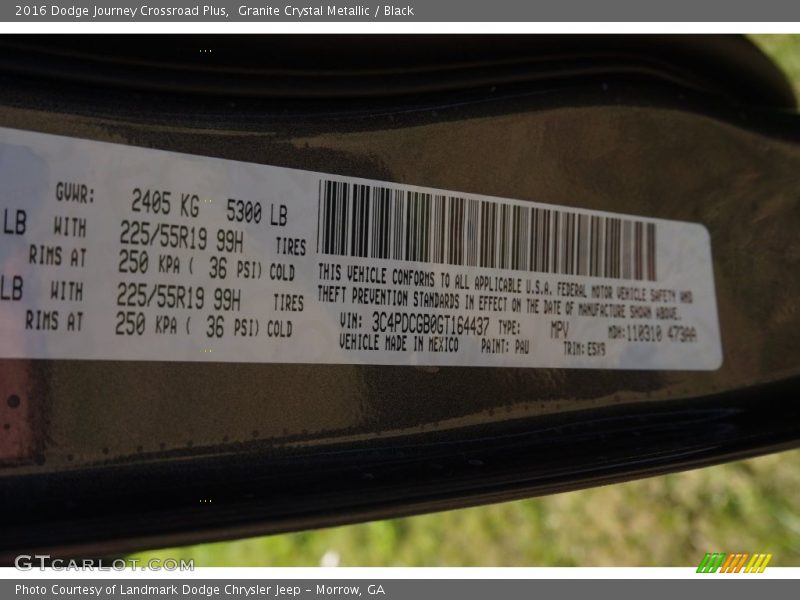 2016 Dodge Journey Crossroad Plus,  Granite Crystal Metallic / Black
GVWR: 2405 KG 5300 LB
LB WITH 225/55R19 99H TIRES
RIMS AT 250 KPA ( 36 PSI) COLD
LB WITH 225/55R19 99H TIRES
RIMS AT 250 KPA ( 36 PSI) COLD
THIS VEHICLE CONFORMS TO ALL APPLICABLE U.S.A. FEDERAL MOTOR VEHICLE SAFETY AND
THEFT PREVENTION STANDARDS IN EFFECT ON THE DATE OF MANUFACTURE SHOWN ABOVE.
VIN: 3C4PDCGB0GT164437 TYPE: MPV MDH:110310 473AA
VEHICLE MADE IN MEXICO PAINT: PAU TRIM: E5X9
GTCARLOT.COM
Photo Courtesy of Landmark Dodge Chrysler Jeep – Morrow, GA